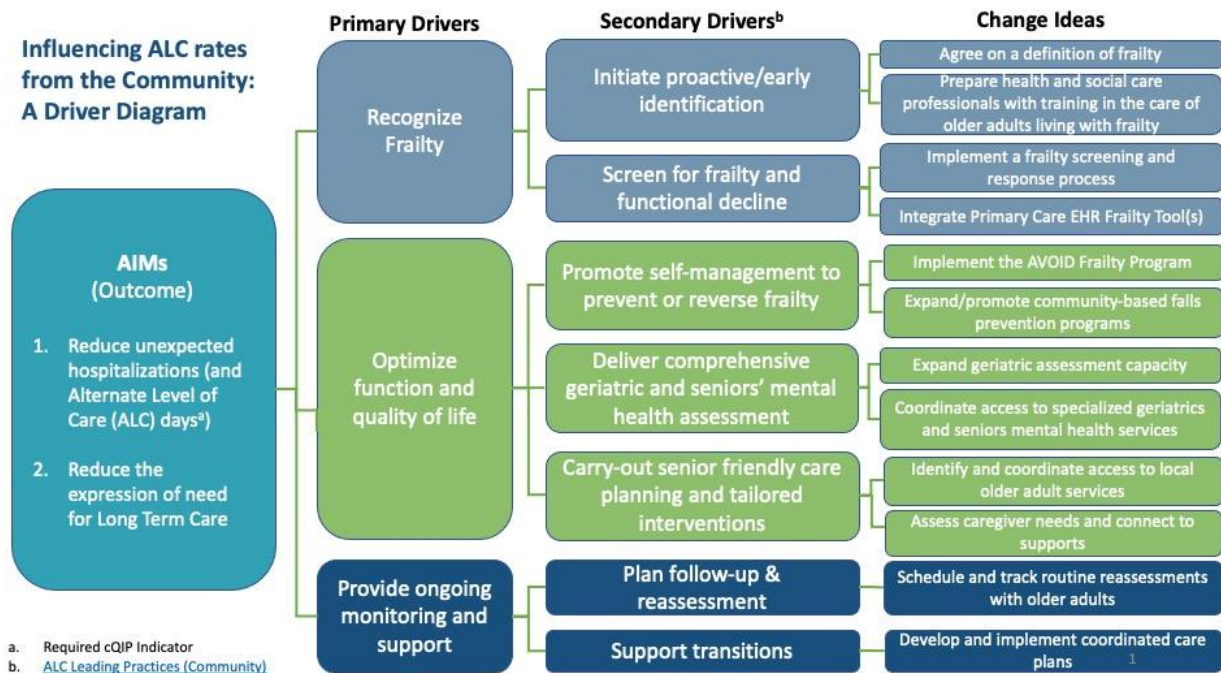 Influencing ALC rates
from the Community:
A Driver Diagram
Primary Drivers
Secondary Driversᵇ
Change Ideas
AIMs
(Outcome)
1. Reduce unexpected
hospitalizations (and
Alternate Level of
Care (ALC) daysᵃ)
2. Reduce the
expression of need
for Long Term Care
Recognize
Frailty
Initiate proactive/early
identification
Agree on a definition of frailty
Prepare health and social care
professionals with training in the care of
older adults living with frailty
Screen for frailty and
functional decline
Implement a frailty screening and
response process
Integrate Primary Care EHR Frailty Tool(s)
Optimize
function and
quality of life
Promote self-management to
prevent or reverse frailty
Implement the AVOID Frailty Program
Expand/promote community-based falls
prevention programs
Deliver comprehensive
geriatric and seniors’ mental
health assessment
Expand geriatric assessment capacity
Coordinate access to specialized geriatrics
and seniors mental health services
Carry-out senior friendly care
planning and tailored
interventions
Identify and coordinate access to local
older adult services
Assess caregiver needs and connect to
supports
Provide ongoing
monitoring and
support
Plan follow-up &
reassessment
Schedule and track routine reassessments
with older adults
Support transitions
Develop and implement coordinated care
plans
1
a. Required cQIP Indicator
b. ALC Leading Practices (Community)